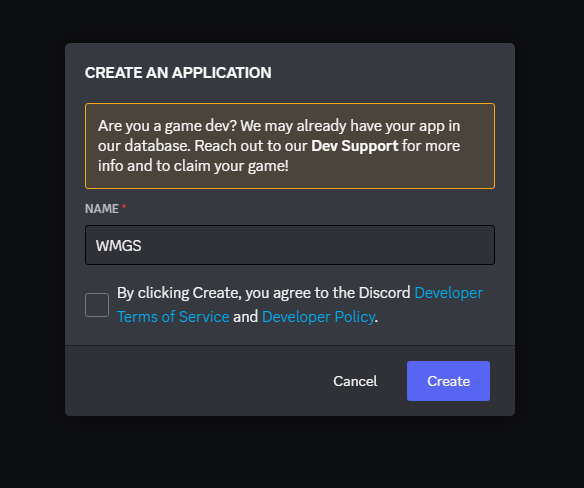 CREATE AN APPLICATION
Are you a game dev? We may already have your app in
our database. Reach out to our Dev Support for more
info and to claim your game!
NAME *
WMGS
By clicking Create, you agree to the Discord Developer
Terms of Service and Developer Policy.
Cancel
Create